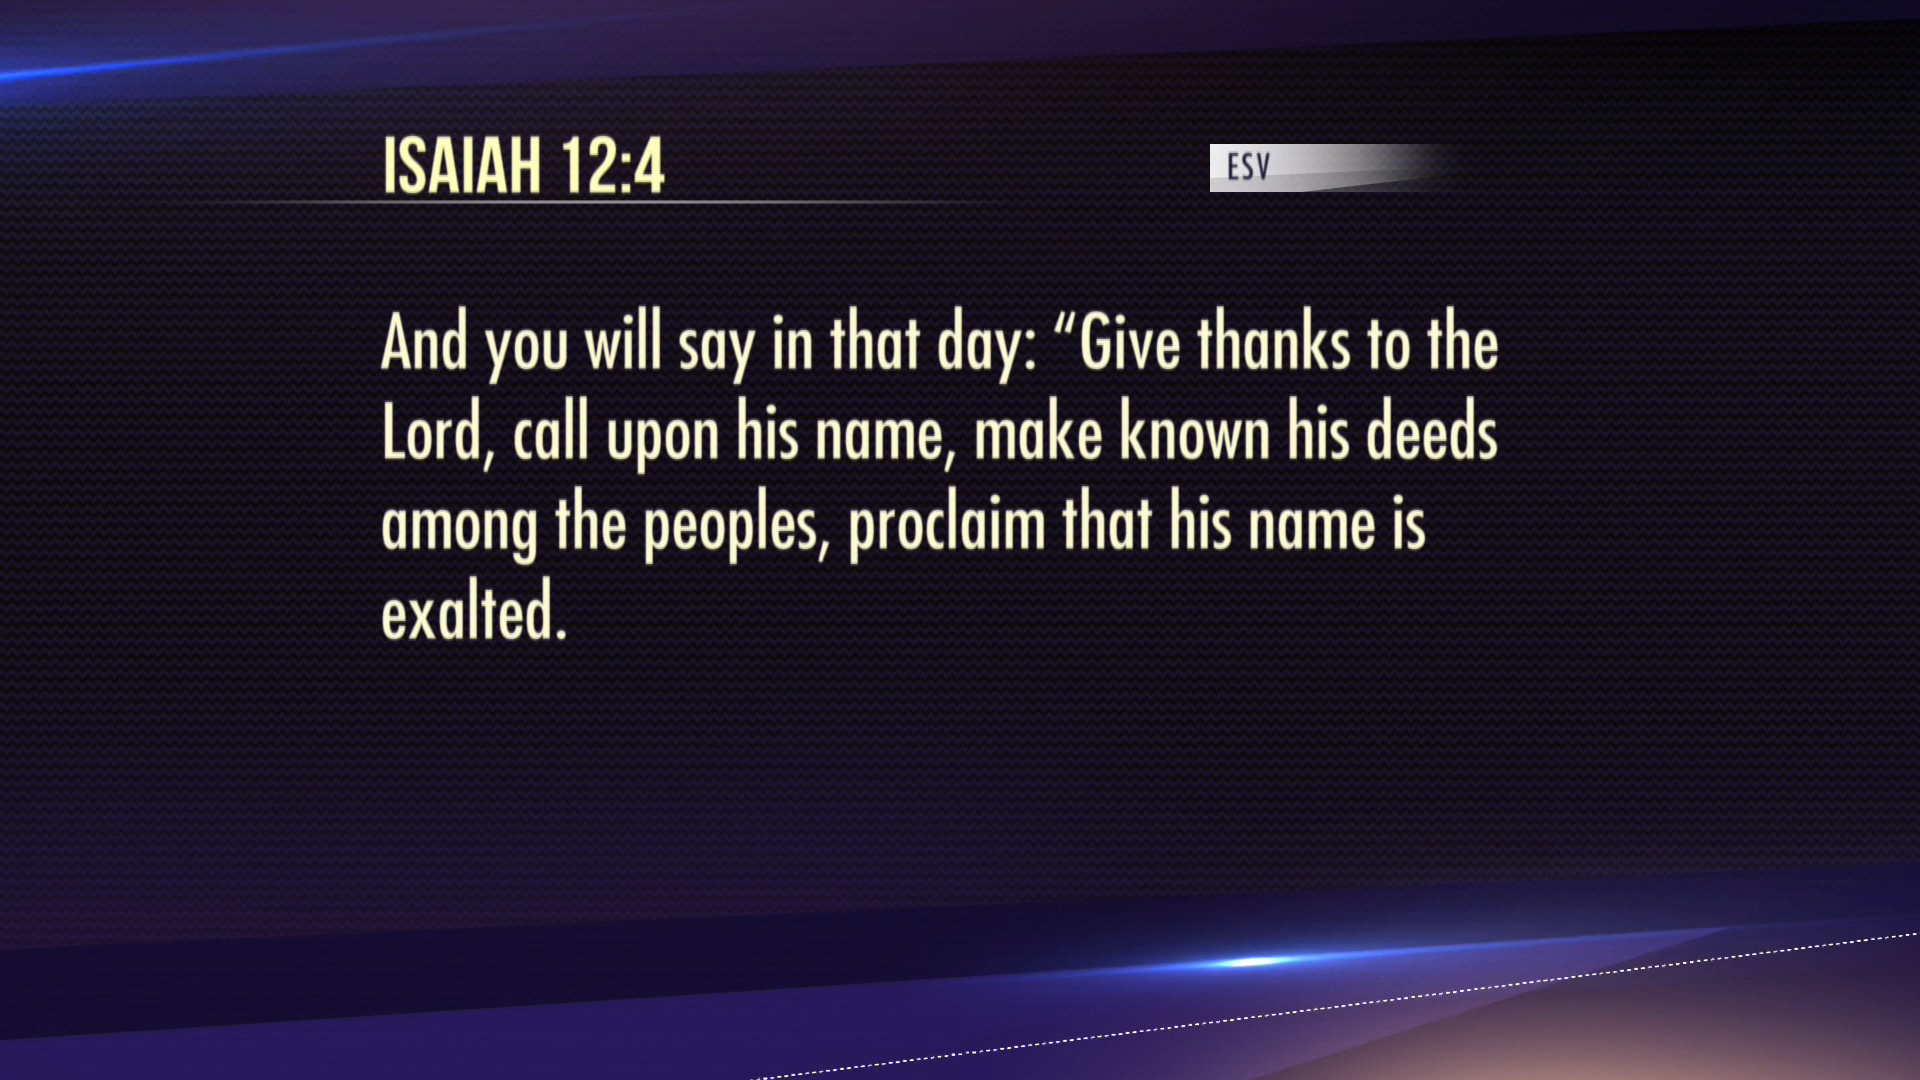 ISAIAH 12:4
ESV
And you will say in that day: “Give thanks to the
Lord, call upon his name, make known his deeds
among the peoples, proclaim that his name is
exalted.